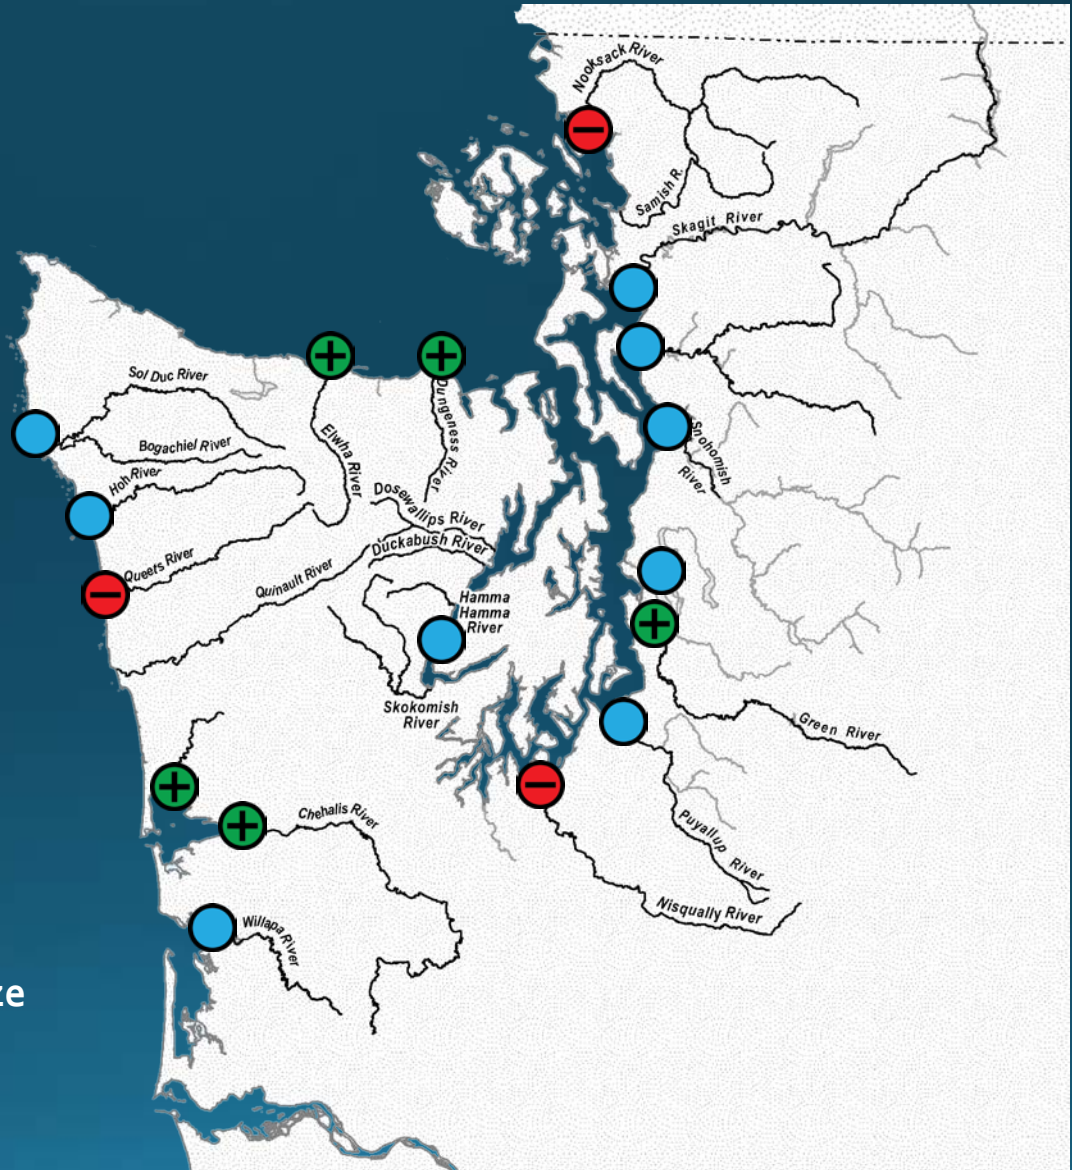 Nooksack River
Samish R.
Skagit River
Sol Duc River
Bogachiel River
Hoh River
Elwha River
Dungeness River
Snohomish
River
Dosewallips River
Duckabush River
Queets River
Quinault River
Hamma
Hamma
River
Skokomish
River
Green River
Chehalis River
Puyallup River
Nisqually River
Willapa River
ze